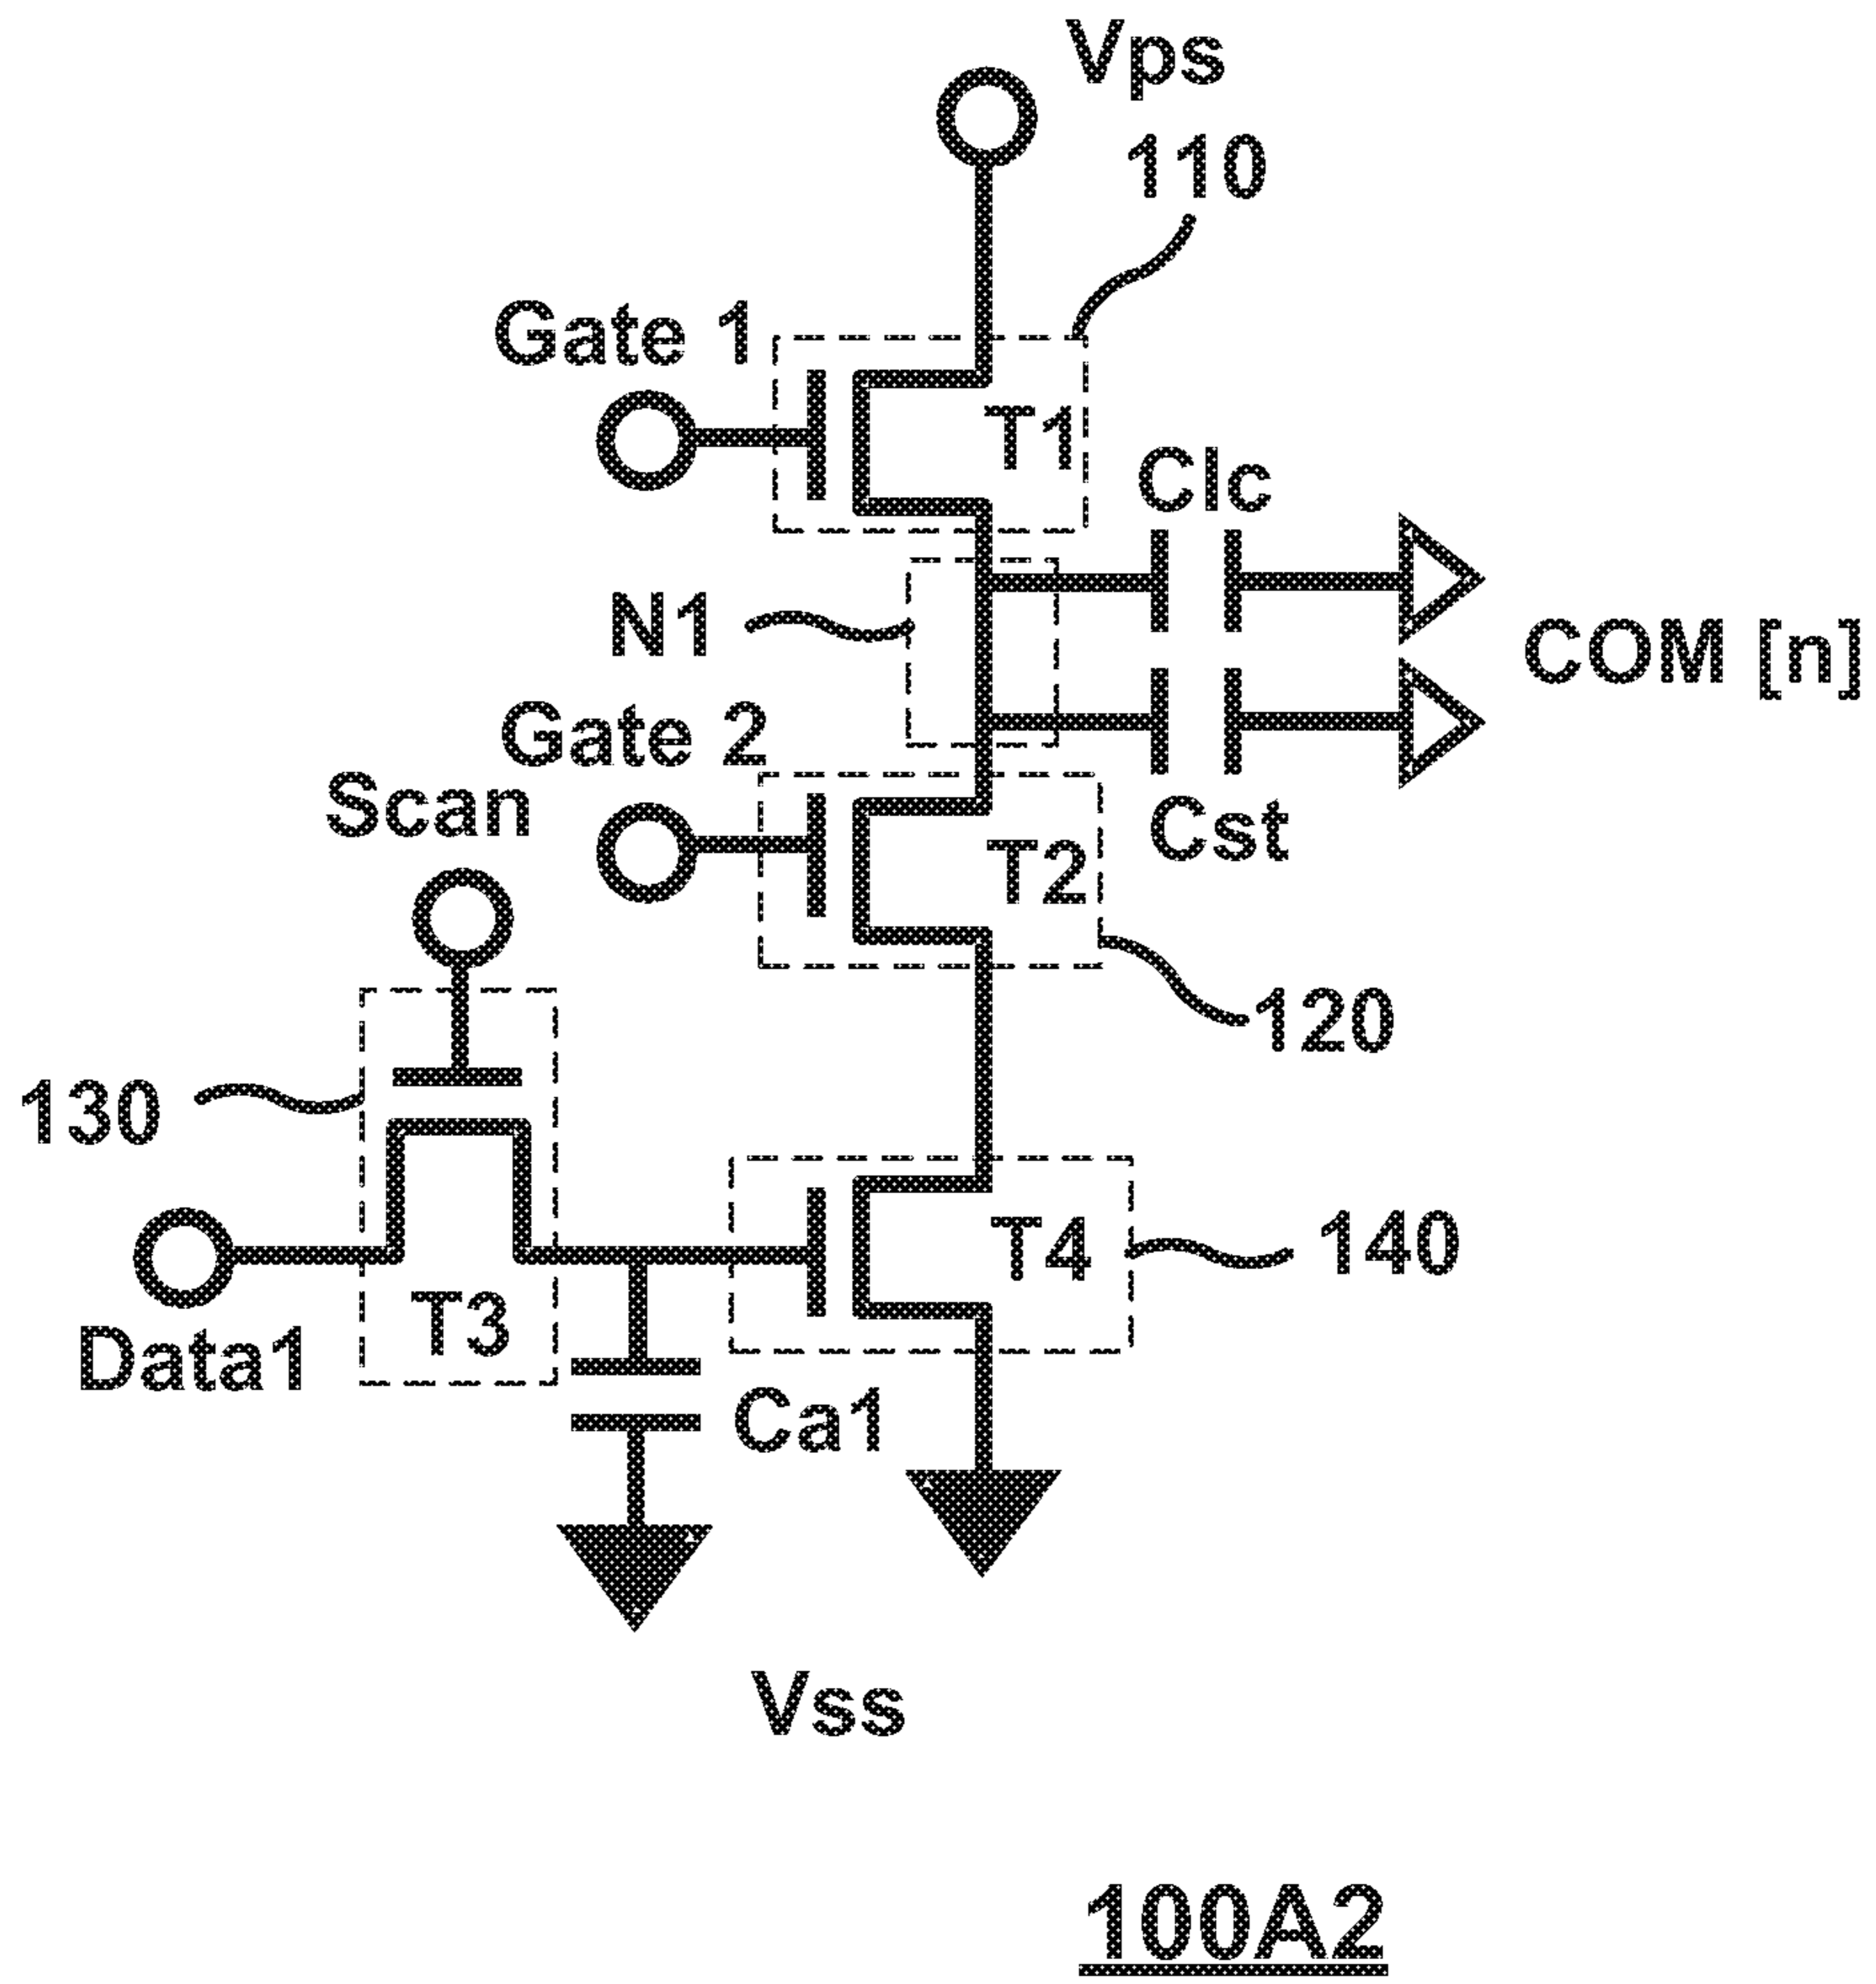 Vps
110
Gate 1
T1
Clc
N1
COM [n]
Gate 2
Scan
T2
Cst
120
130
T4
140
T3
Data1
Ca1
Vss
100A2